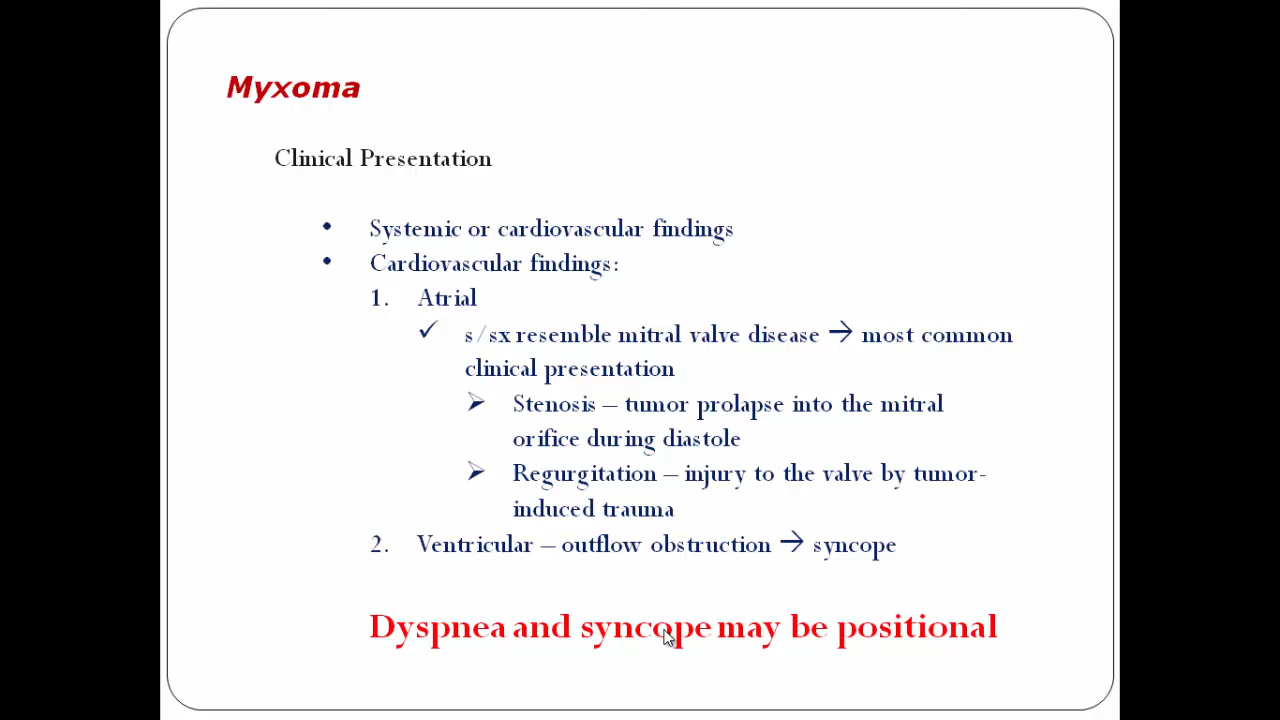 Myxoma
Clinical Presentation
• Systemic or cardiovascular findings
• Cardiovascular findings:
1. Atrial
✓ s/sx resemble mitral valve disease → most common
clinical presentation
➢ Stenosis – tumor prolapse into the mitral
orifice during diastole
➢ Regurgitation – injury to the valve by tumor-
induced trauma
2. Ventricular – outflow obstruction → syncope
Dyspnea and syncope may be positional